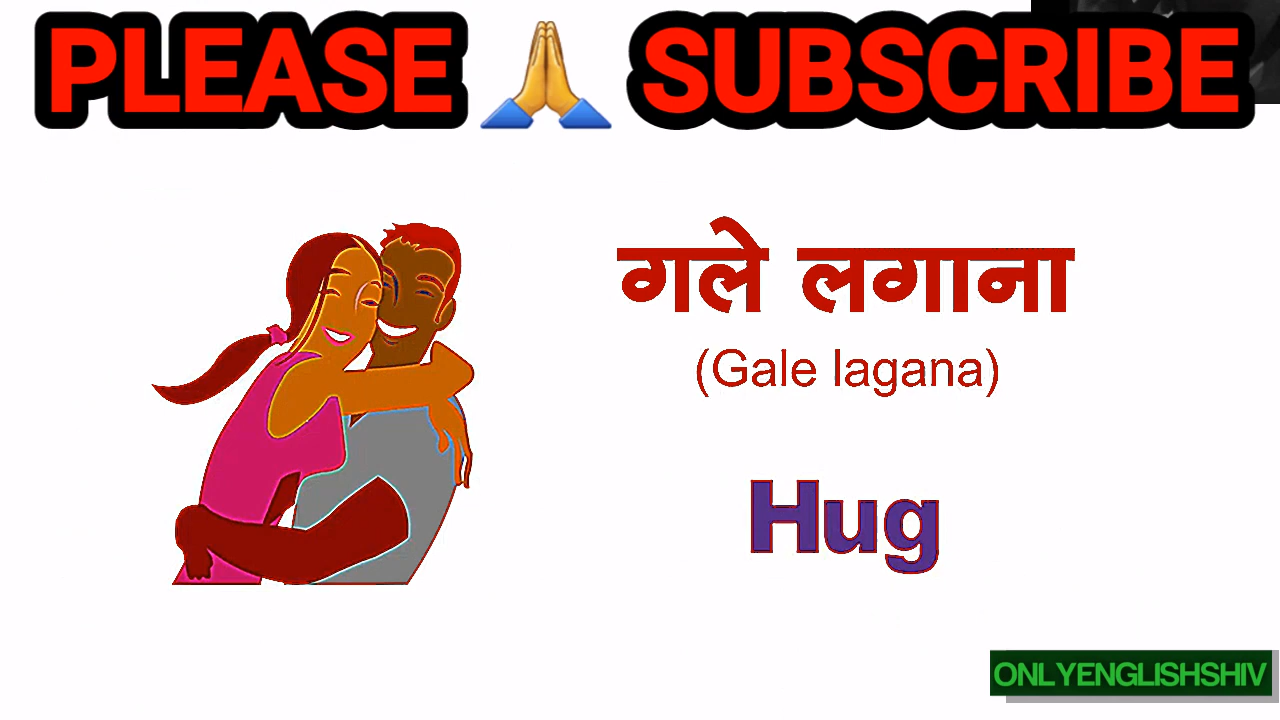 PLEASE 🙏 SUBSCRIBE
गले लगाना
(Gale lagana)
Hug
ONLYENGLISHSHIV